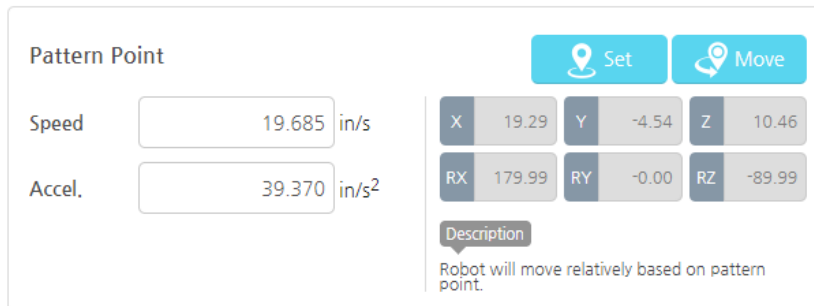 Pattern Point
Set
Move
Speed 19.685 in/s
Accel. 39.370 in/s²
X 19.29 Y -4.54 Z 10.46
RX 179.99 RY -0.00 RZ -89.99
Description
Robot will move relatively based on pattern
point.